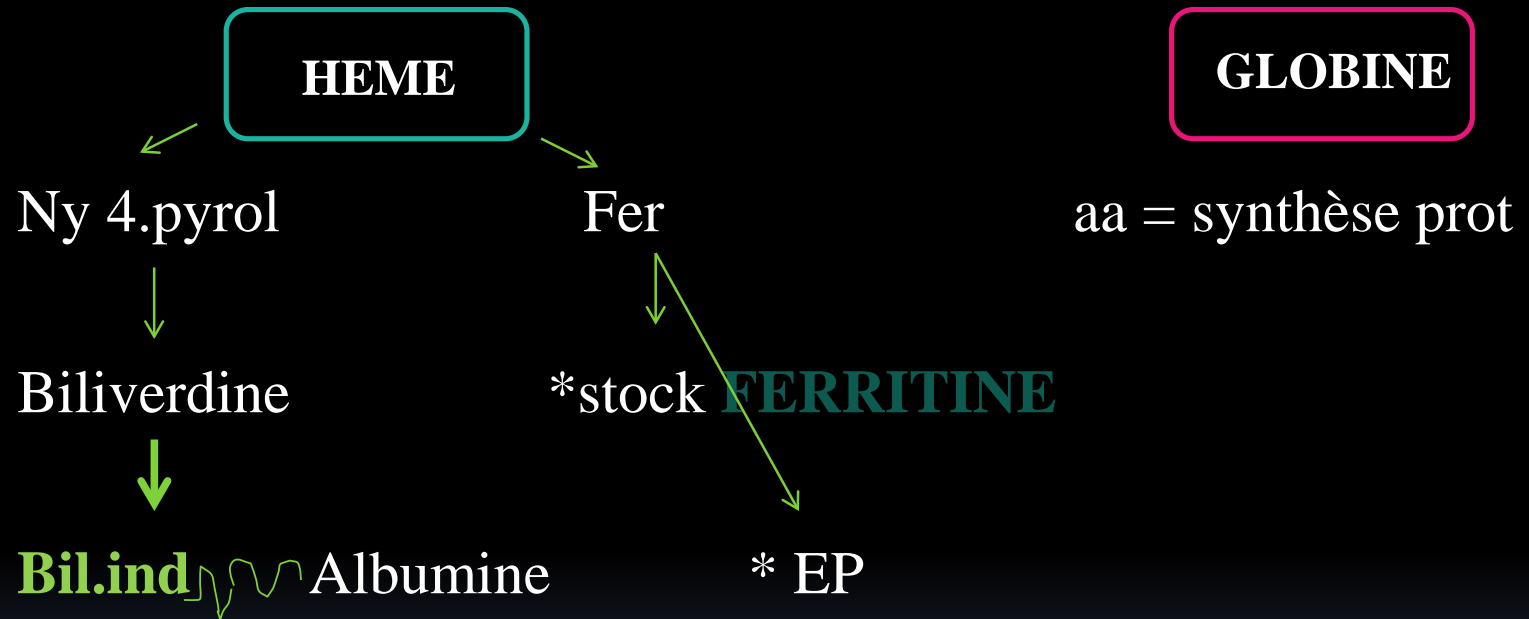 HEME
GLOBINE
Ny 4.pyrol
Fer
aa = synthèse prot
Biliverdine
*stock FERRITINE
Bil.ind
Albumine
* EP